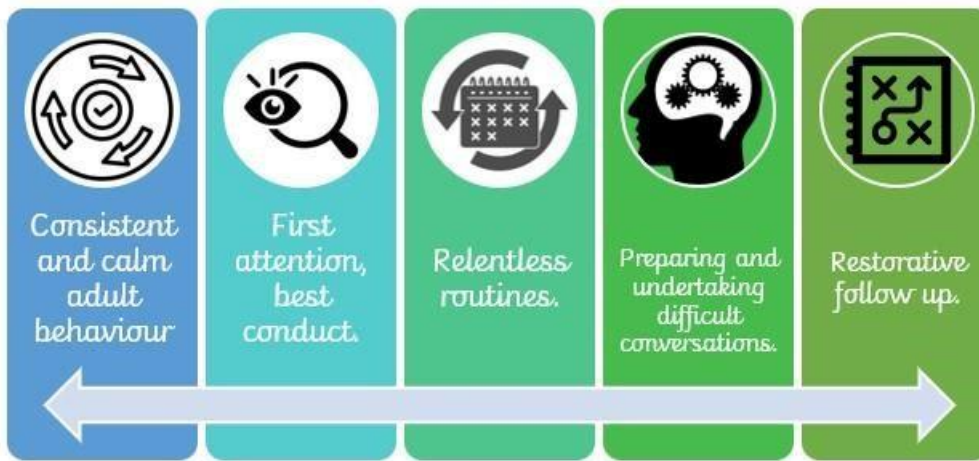 Consistent
and calm
adult
behaviour
First
attention,
best
conduct.
Relentless
routines.
Preparing and
undertaking
difficult
conversations.
Restorative
follow up.